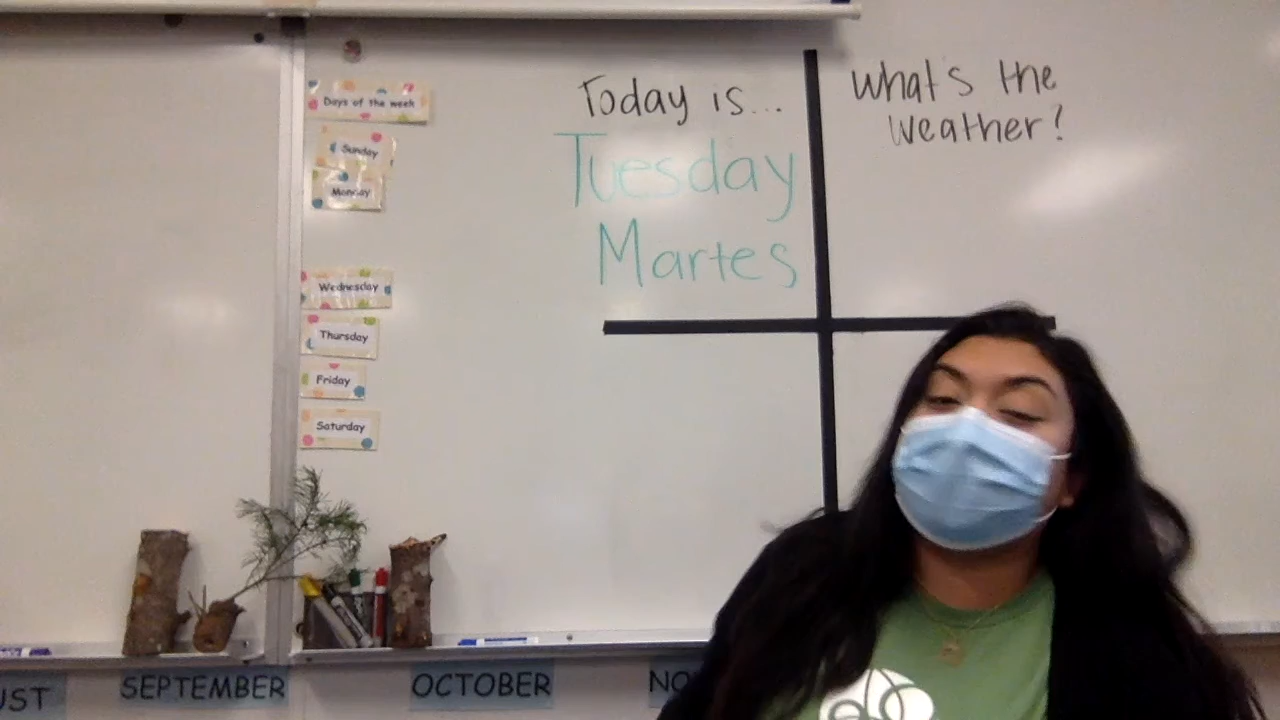 Days of the week
Sunday
Monday
Wednesday
Thursday
Friday
Saturday
Today is...
Tuesday
Martes
What's the
weather?
UST
SEPTEMBER
OCTOBER
NO